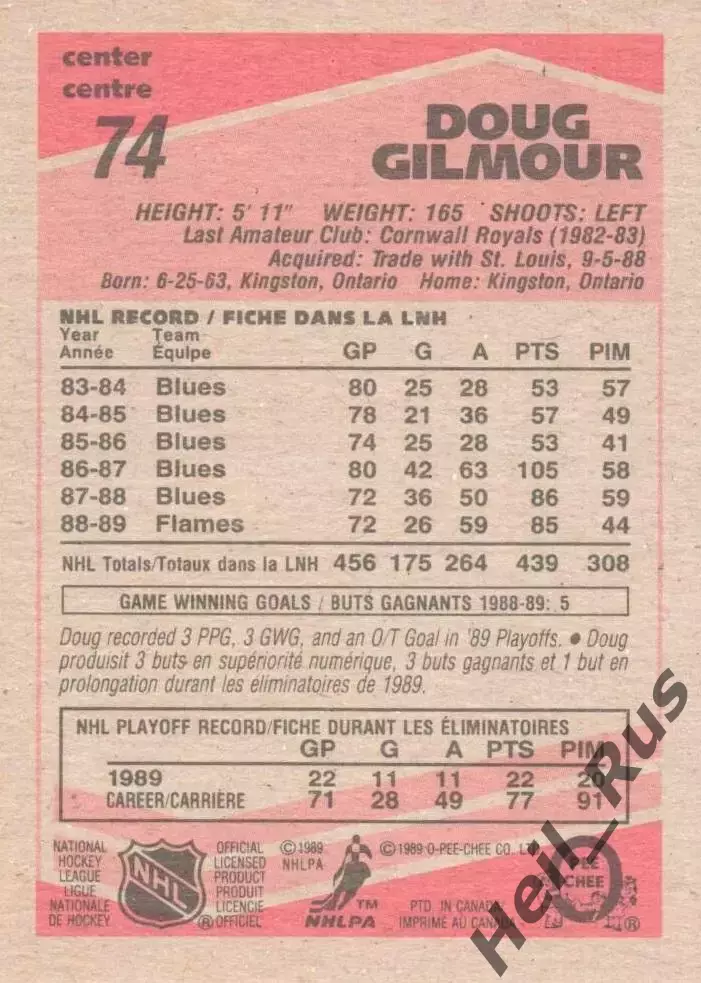 center
centre
74
DOUG
GILMOUR
HEIGHT: 5' 11" WEIGHT: 165 SHOOTS: LEFT
Last Amateur Club: Cornwall Royals (1982-83)
Acquired: Trade with St. Louis, 9-5-88
Born: 6-25-63, Kingston, Ontario Home: Kingston, Ontario
NHL RECORD / FICHE DANS LA LNH
Year Team
Année Équipe GP G A PTS PIM
83-84 Blues 80 25 28 53 57
84-85 Blues 78 21 36 57 49
85-86 Blues 74 25 28 53 41
86-87 Blues 80 42 63 105 58
87-88 Blues 72 36 50 86 59
88-89 Flames 72 26 59 85 44
NHL Totals/Totaux dans la LNH 456 175 264 439 308
GAME WINNING GOALS / BUTS GAGNANTS 1988-89: 5
Doug recorded 3 PPG, 3 GWG, and an O/T Goal in '89 Playoffs. • Doug
produisit 3 buts en supériorité numérique, 3 buts gagnants et 1 but en
prolongation durant les éliminatoires de 1989.
NHL PLAYOFF RECORD/FICHE DURANT LES ÉLIMINATOIRES
GP G A PTS PIM
1989 22 11 11 22 20
CAREER/CARRIÈRE 71 28 49 77 91
NATIONAL
HOCKEY
LEAGUE
LIGUE
NATIONALE
DE HOCKEY
NHL
®
OFFICIAL
LICENSED
PRODUCT
PRODUIT
LICENCIE
OFFICIEL
©1989
NHLPA
TM
NHLPA
©1989 O-PEE-CHEE CO. LTD.
PTD. IN CANADA
IMPRIMÉ AU CANADA
O
PEE
CHEE
®
Heil_Rus